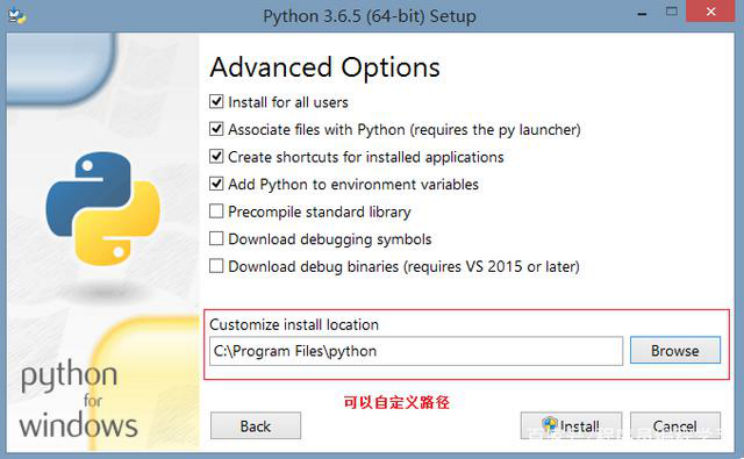 Python 3.6.5 (64-bit) Setup
Advanced Options
Install for all users
Associate files with Python (requires the py launcher)
Create shortcuts for installed applications
Add Python to environment variables
Precompile standard library
Download debugging symbols
Download debug binaries (requires VS 2015 or later)
Customize install location
C:\Program Files\python
Browse
可以自定义路径
python
for
windows
Back
Install
Cancel